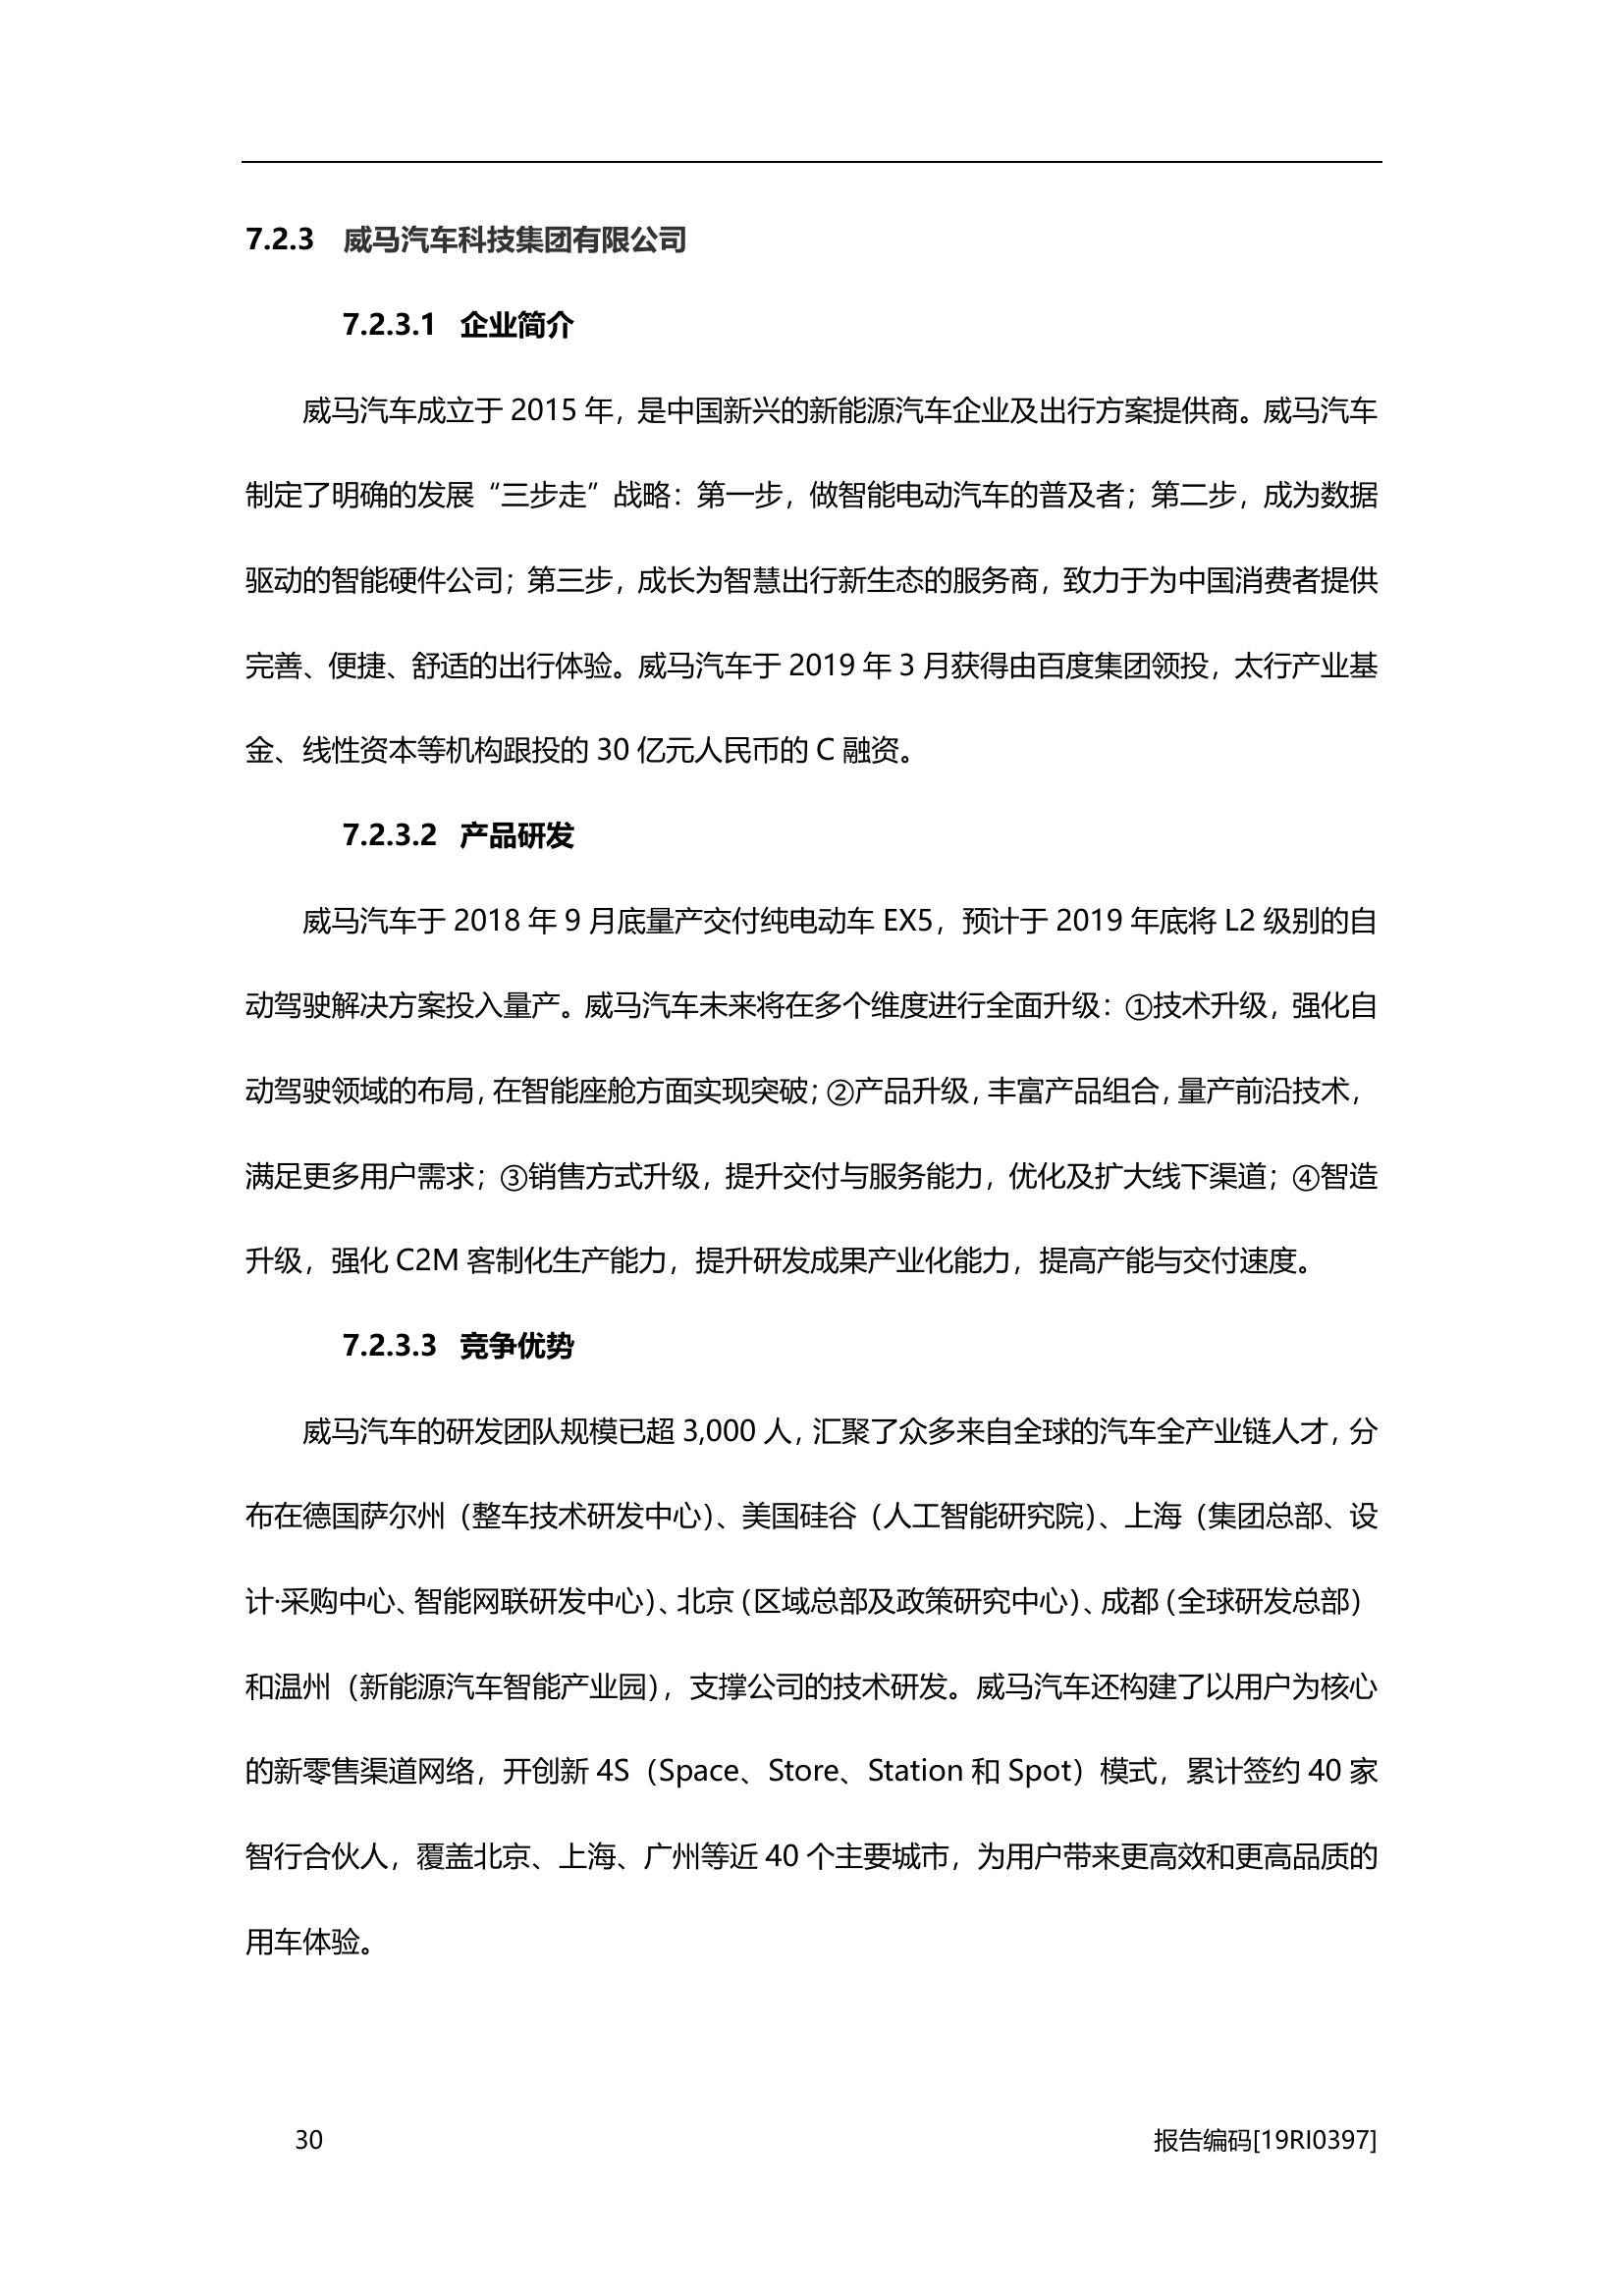 7.2.3 威马汽车科技集团有限公司
7.2.3.1 企业简介
威马汽车成立于 2015 年，是中国新兴的新能源汽车企业及出行方案提供商。威马汽车
制定了明确的发展“三步走”战略：第一步，做智能电动汽车的普及者；第二步，成为数据
驱动的智能硬件公司；第三步，成长为智慧出行新生态的服务商，致力于为中国消费者提供
完善、便捷、舒适的出行体验。威马汽车于 2019 年 3 月获得由百度集团领投，太行产业基
金、线性资本等机构跟投的 30 亿元人民币的 C 融资。
7.2.3.2 产品研发
威马汽车于 2018 年 9 月底量产交付纯电动车 EX5，预计于 2019 年底将 L2 级别的自
动驾驶解决方案投入量产。威马汽车未来将在多个维度进行全面升级：①技术升级，强化自
动驾驶领域的布局，在智能座舱方面实现突破；②产品升级，丰富产品组合，量产前沿技术，
满足更多用户需求；③销售方式升级，提升交付与服务能力，优化及扩大线下渠道；④智造
升级，强化 C2M 客制化生产能力，提升研发成果产业化能力，提高产能与交付速度。
7.2.3.3 竞争优势
威马汽车的研发团队规模已超 3,000 人，汇聚了众多来自全球的汽车全产业链人才，分
布在德国萨尔州（整车技术研发中心）、美国硅谷（人工智能研究院）、上海（集团总部、设
计·采购中心、智能网联研发中心）、北京（区域总部及政策研究中心）、成都（全球研发总部）
和温州（新能源汽车智能产业园），支撑公司的技术研发。威马汽车还构建了以用户为核心
的新零售渠道网络，开创新 4S（Space、Store、Station 和 Spot）模式，累计签约 40 家
智行合伙人，覆盖北京、上海、广州等近 40 个主要城市，为用户带来更高效和更高品质的
用车体验。
30
报告编码[19RI0397]